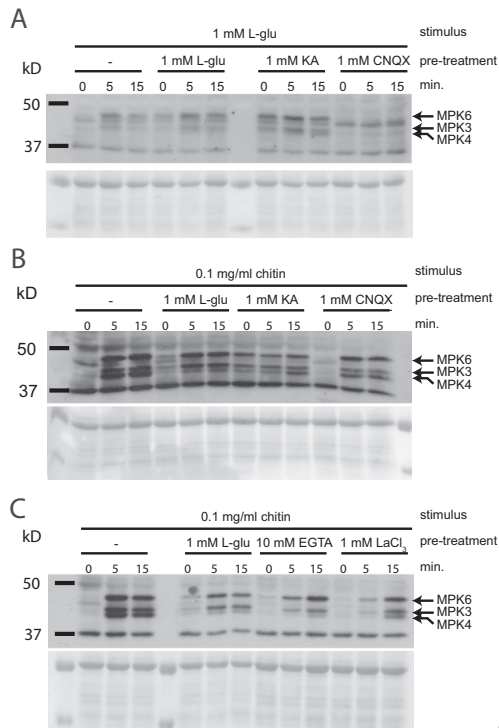 A
1 mM L-glu stimulus
kD - 1 mM L-glu 1 mM KA 1 mM CNQX pre-treatment
0 5 15 0 5 15 0 5 15 0 5 15 min.
50
MPK6
MPK3
37
MPK4
B
0.1 mg/ml chitin stimulus
kD - 1 mM L-glu 1 mM KA 1 mM CNQX pre-treatment
0 5 15 0 5 15 0 5 15 0 5 15 min.
50
MPK6
MPK3
MPK4
37
C
0.1 mg/ml chitin stimulus
kD - 1 mM L-glu 10 mM EGTA 1 mM LaCl3 pre-treatment
0 5 15 0 5 15 0 5 15 0 5 15 min.
50
MPK6
MPK3
MPK4
37